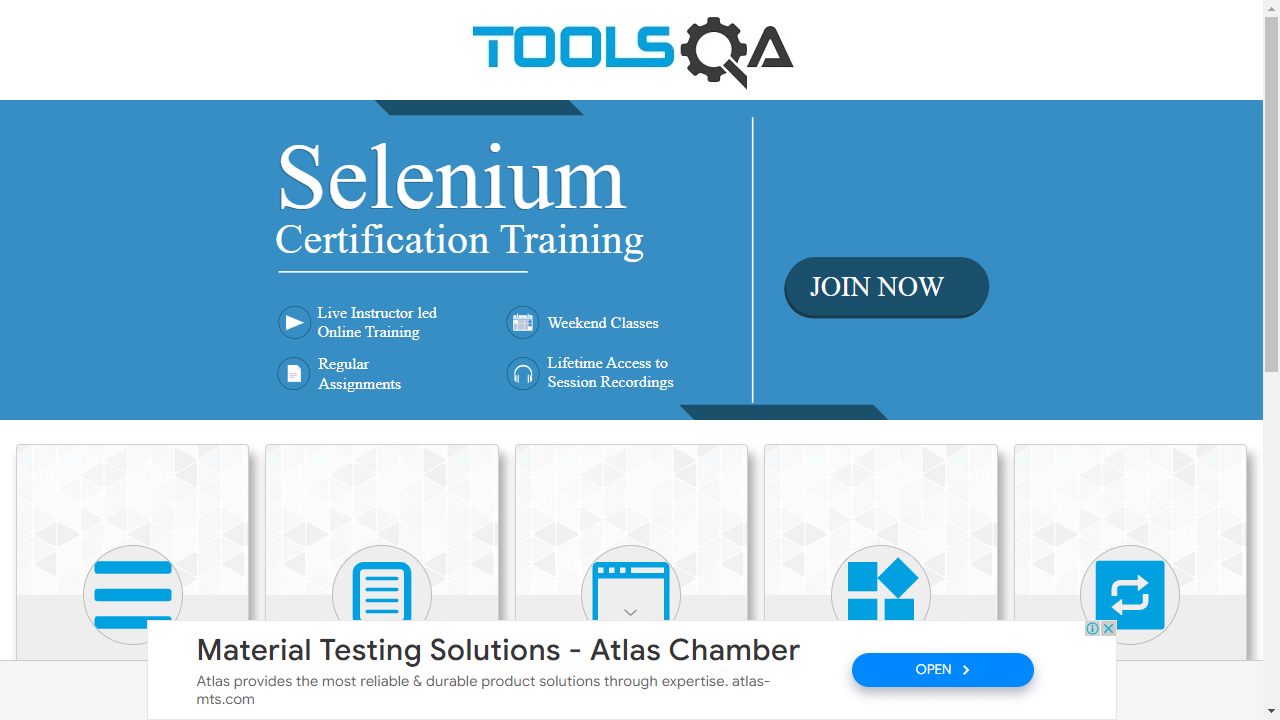 TOOLSQA
Selenium
Certification Training
JOIN NOW
Live Instructor led
Online Training
Weekend Classes
Regular
Assignments
Lifetime Access to
Session Recordings
Material Testing Solutions - Atlas Chamber
Atlas provides the most reliable & durable product solutions through expertise. atlas-
mts.com
OPEN